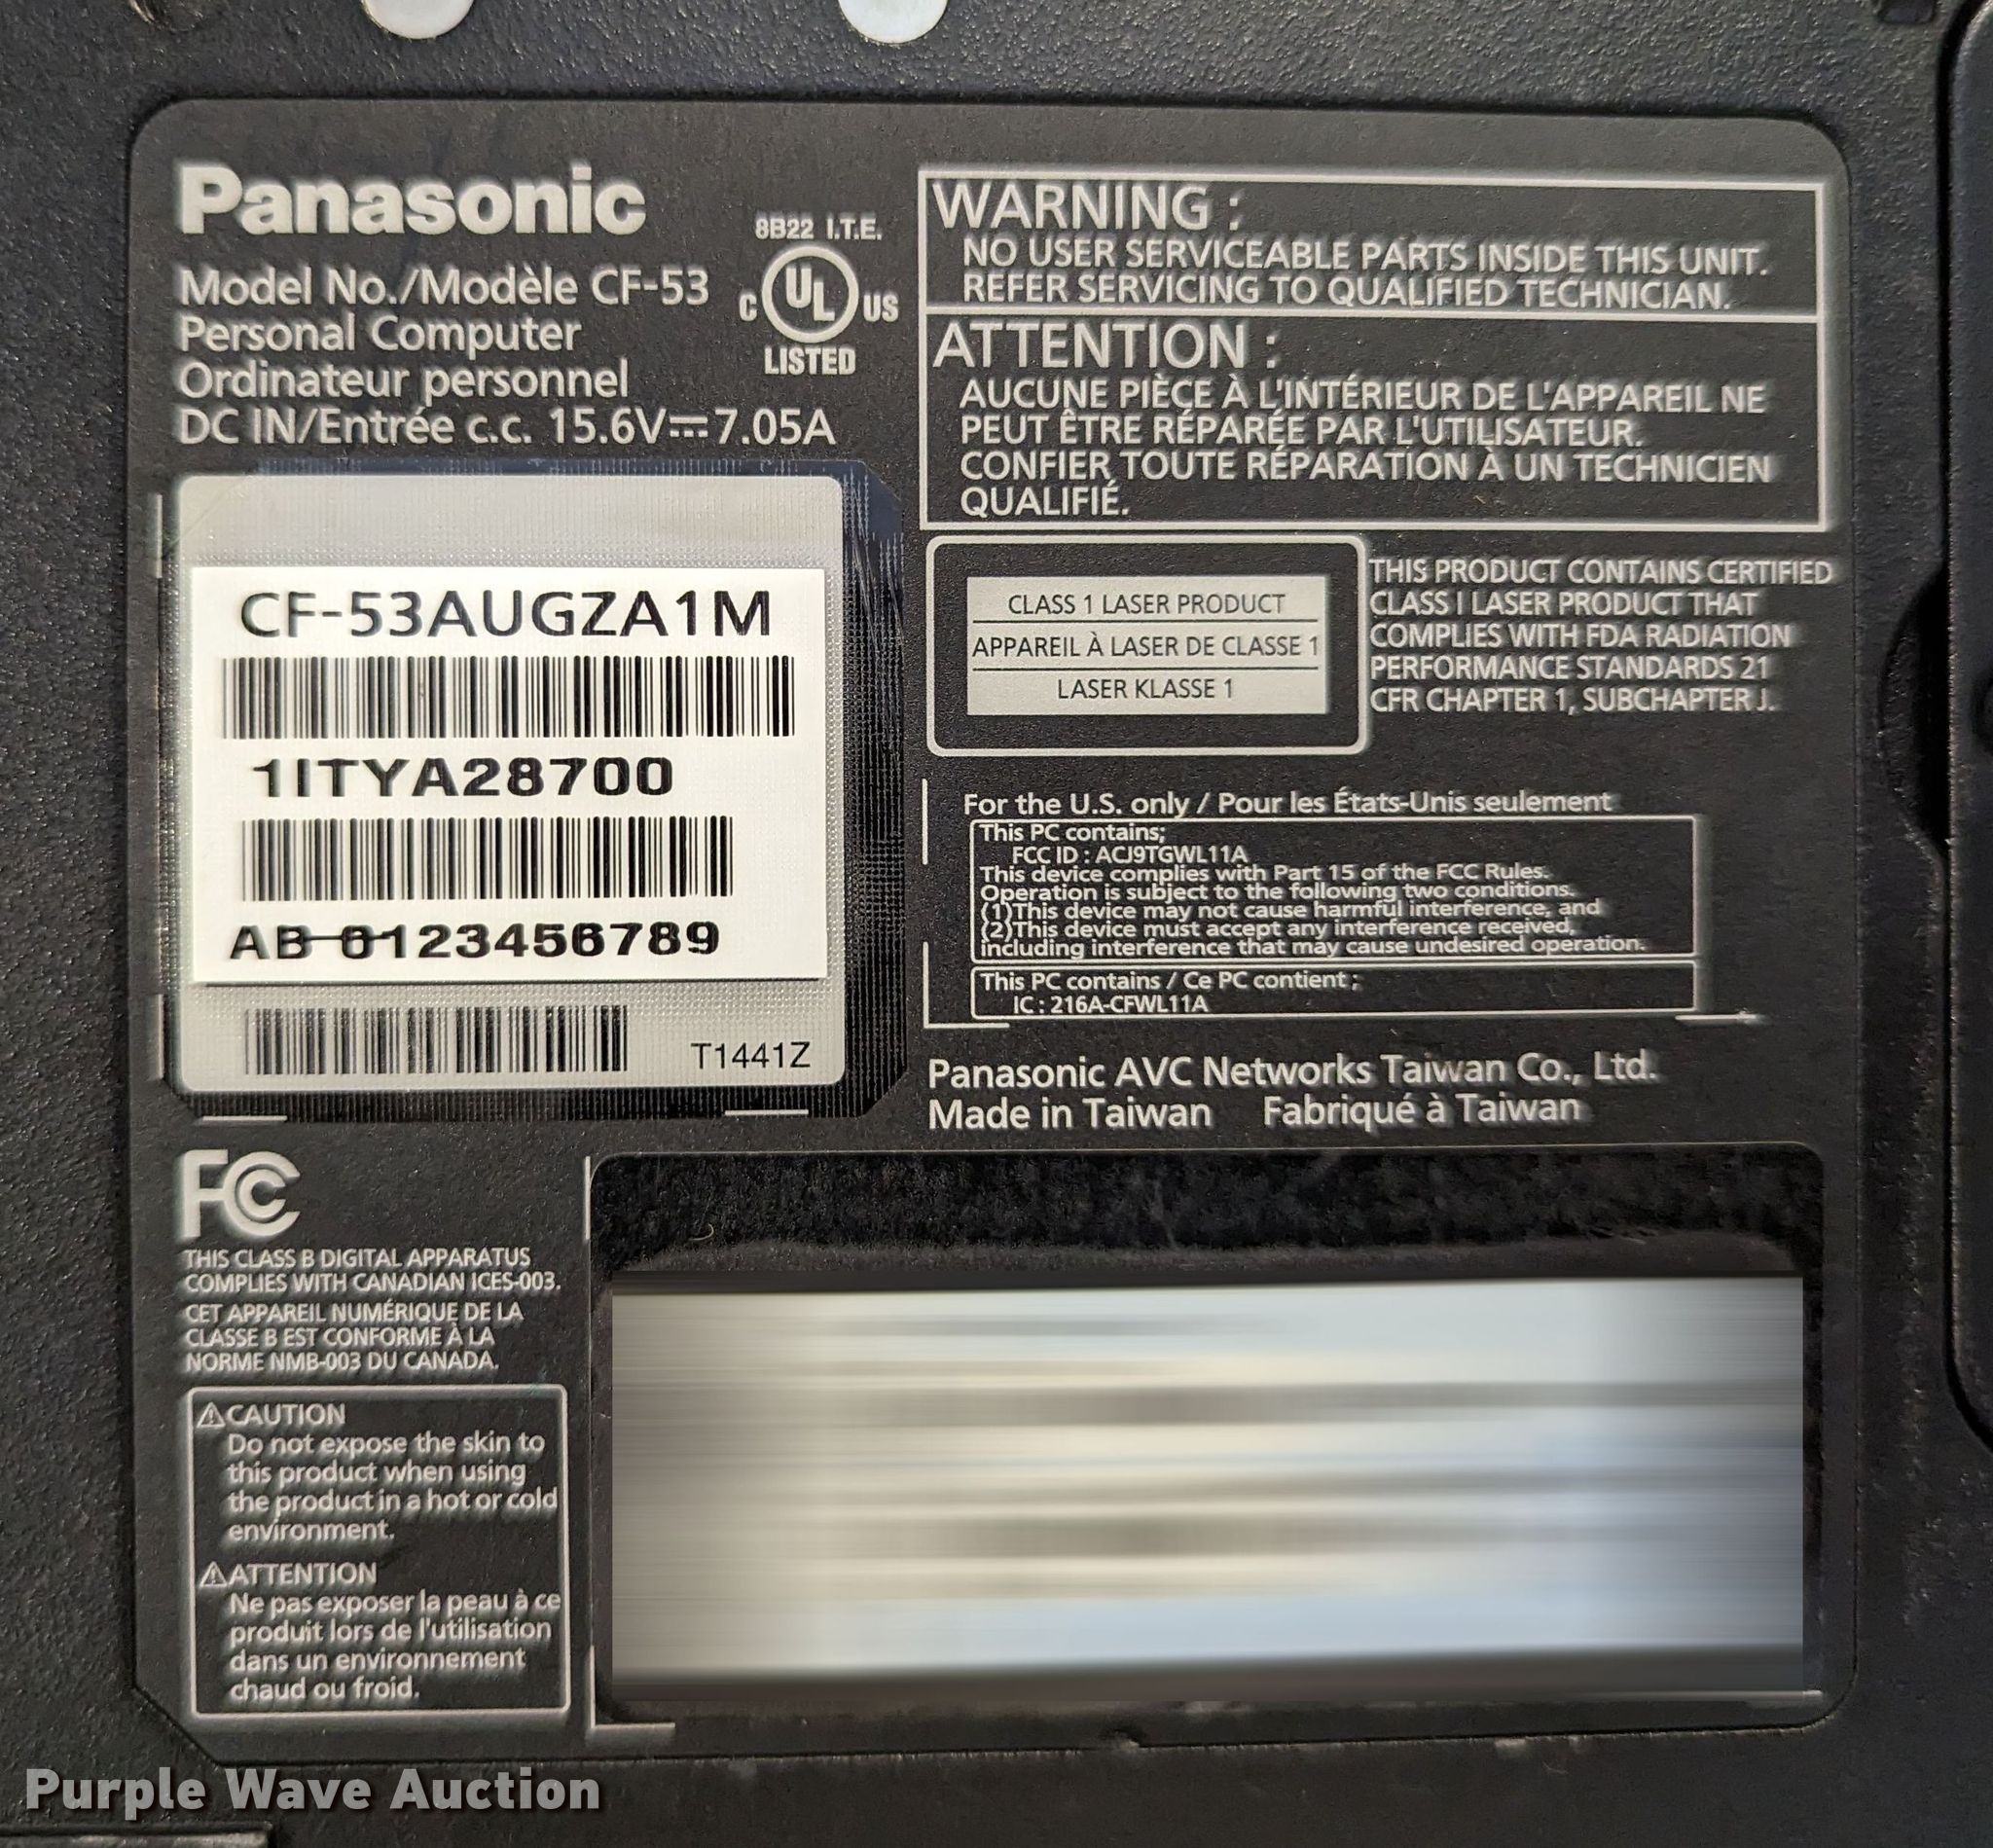 Panasonic
Model No./Modèle CF-53
Personal Computer
Ordinateur personnel
DC IN/Entrée c.c. 15.6V⎓7.05A
8B22 I.T.E.
C UL US
LISTED
WARNING :
NO USER SERVICEABLE PARTS INSIDE THIS UNIT.
REFER SERVICING TO QUALIFIED TECHNICIAN.
ATTENTION :
AUCUNE PIÈCE À L'INTÉRIEUR DE L'APPAREIL NE
PEUT ÊTRE RÉPARÉE PAR L'UTILISATEUR.
CONFIER TOUTE RÉPARATION À UN TECHNICIEN
QUALIFIÉ.
CF-53AUGZA1M
1ITYA28700
AB 0123456789
T1441Z
CLASS 1 LASER PRODUCT
APPAREIL À LASER DE CLASSE 1
LASER KLASSE 1
THIS PRODUCT CONTAINS CERTIFIED
CLASS I LASER PRODUCT THAT
COMPLIES WITH FDA RADIATION
PERFORMANCE STANDARDS 21
CFR CHAPTER 1, SUBCHAPTER J.
For the U.S. only / Pour les États-Unis seulement
This PC contains;
FCC ID : ACJ9TGWL11A
This device complies with Part 15 of the FCC Rules.
Operation is subject to the following two conditions.
(1)This device may not cause harmful interference, and
(2)This device must accept any interference received,
including interference that may cause undesired operation.
This PC contains / Ce PC contient ;
IC : 216A-CFWL11A
Panasonic AVC Networks Taiwan Co., Ltd.
Made in Taiwan Fabriqué à Taiwan
FC
THIS CLASS B DIGITAL APPARATUS
COMPLIES WITH CANADIAN ICES-003.
CET APPAREIL NUMÉRIQUE DE LA
CLASSE B EST CONFORME À LA
NORME NMB-003 DU CANADA.
⚠CAUTION
Do not expose the skin to
this product when using
the product in a hot or cold
environment.
⚠ATTENTION
Ne pas exposer la peau à ce
produit lors de l'utilisation
dans un environnement
chaud ou froid.
Purple Wave Auction